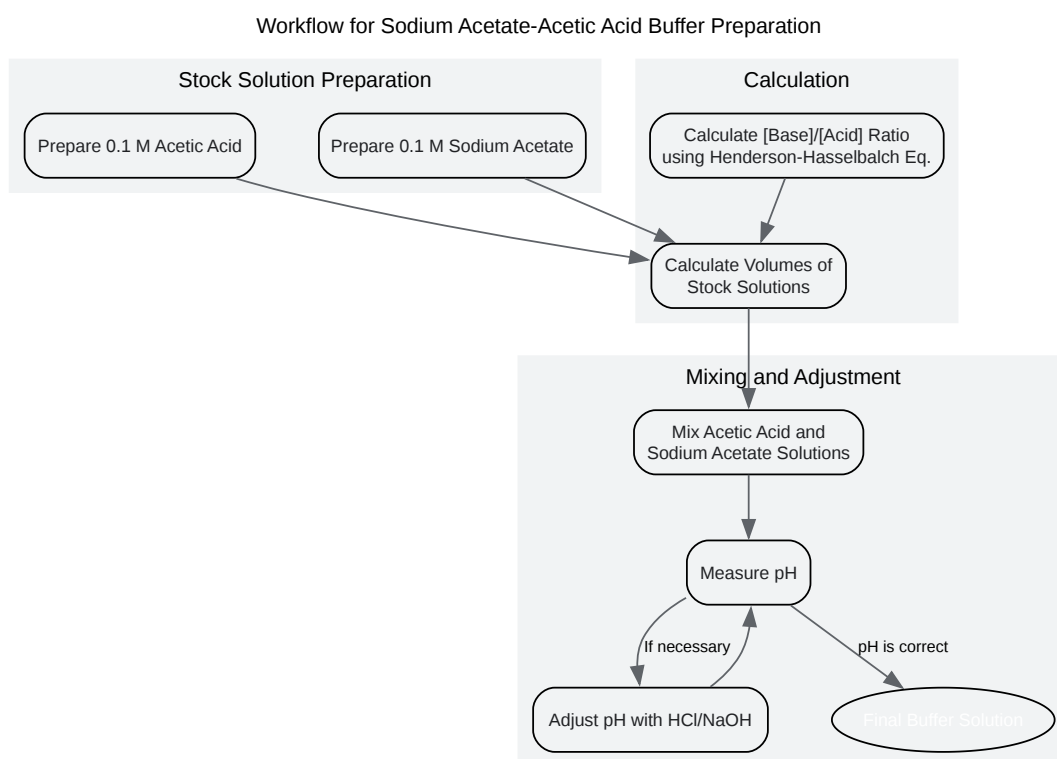 Workflow for Sodium Acetate-Acetic Acid Buffer Preparation
Stock Solution Preparation
Prepare 0.1 M Acetic Acid
Prepare 0.1 M Sodium Acetate
Calculation
Calculate [Base]/[Acid] Ratio
using Henderson-Hasselbalch Eq.
Calculate Volumes of
Stock Solutions
Mixing and Adjustment
Mix Acetic Acid and
Sodium Acetate Solutions
Measure pH
If necessary
pH is correct
Adjust pH with HCl/NaOH
Final Buffer Solution